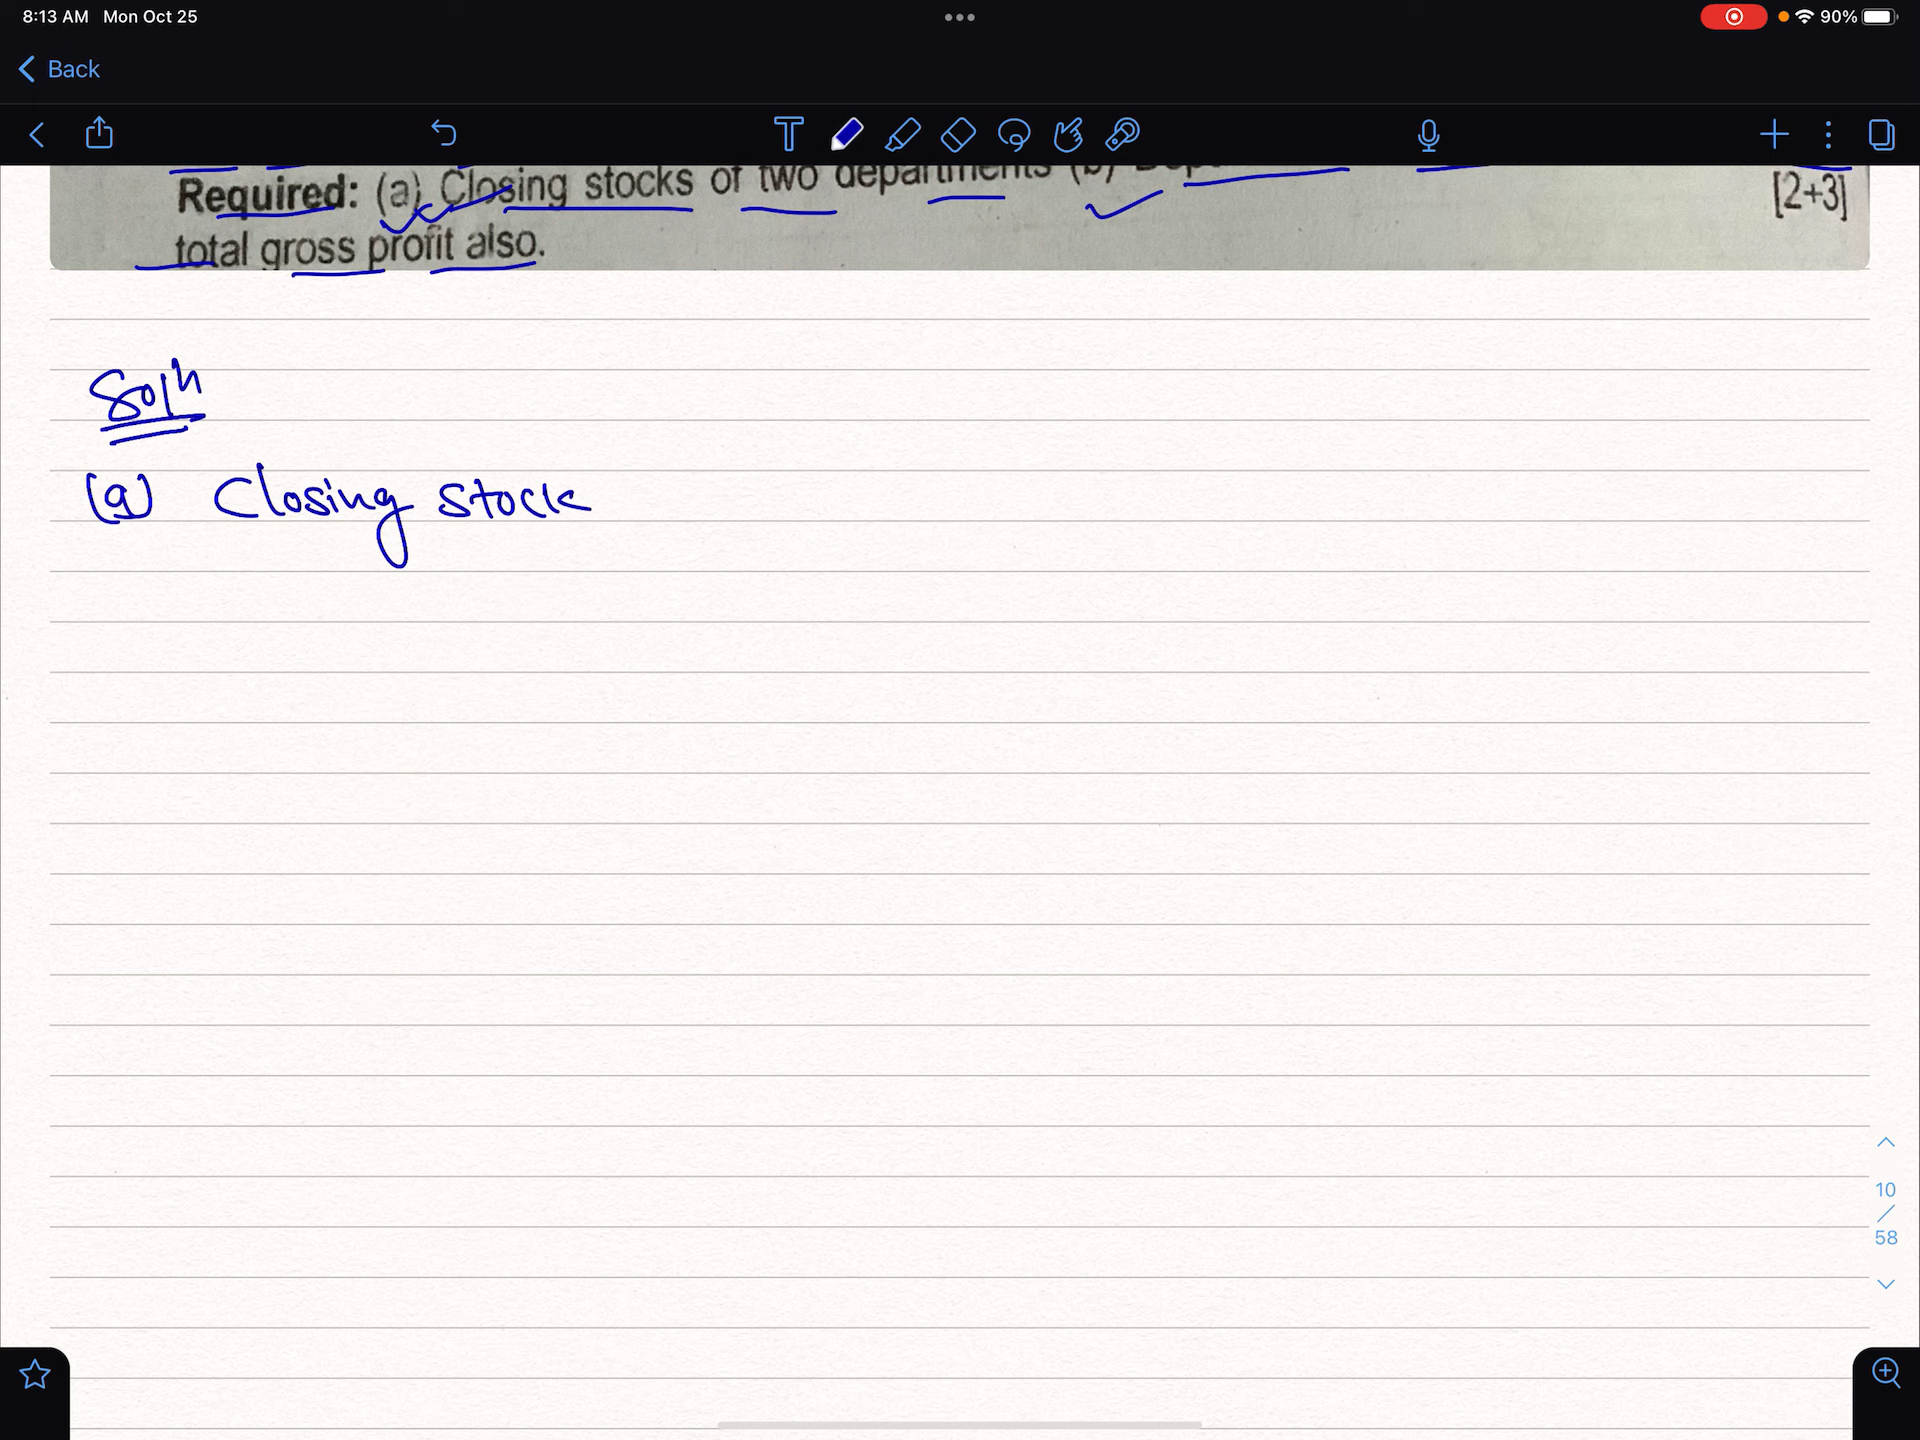 8:13 AM Mon Oct 25
90%
Back
Required: (a) Closing stocks of two departments (b)
[2+3]
total gross profit also.
Soln
(a) Closing stock
10
/
58